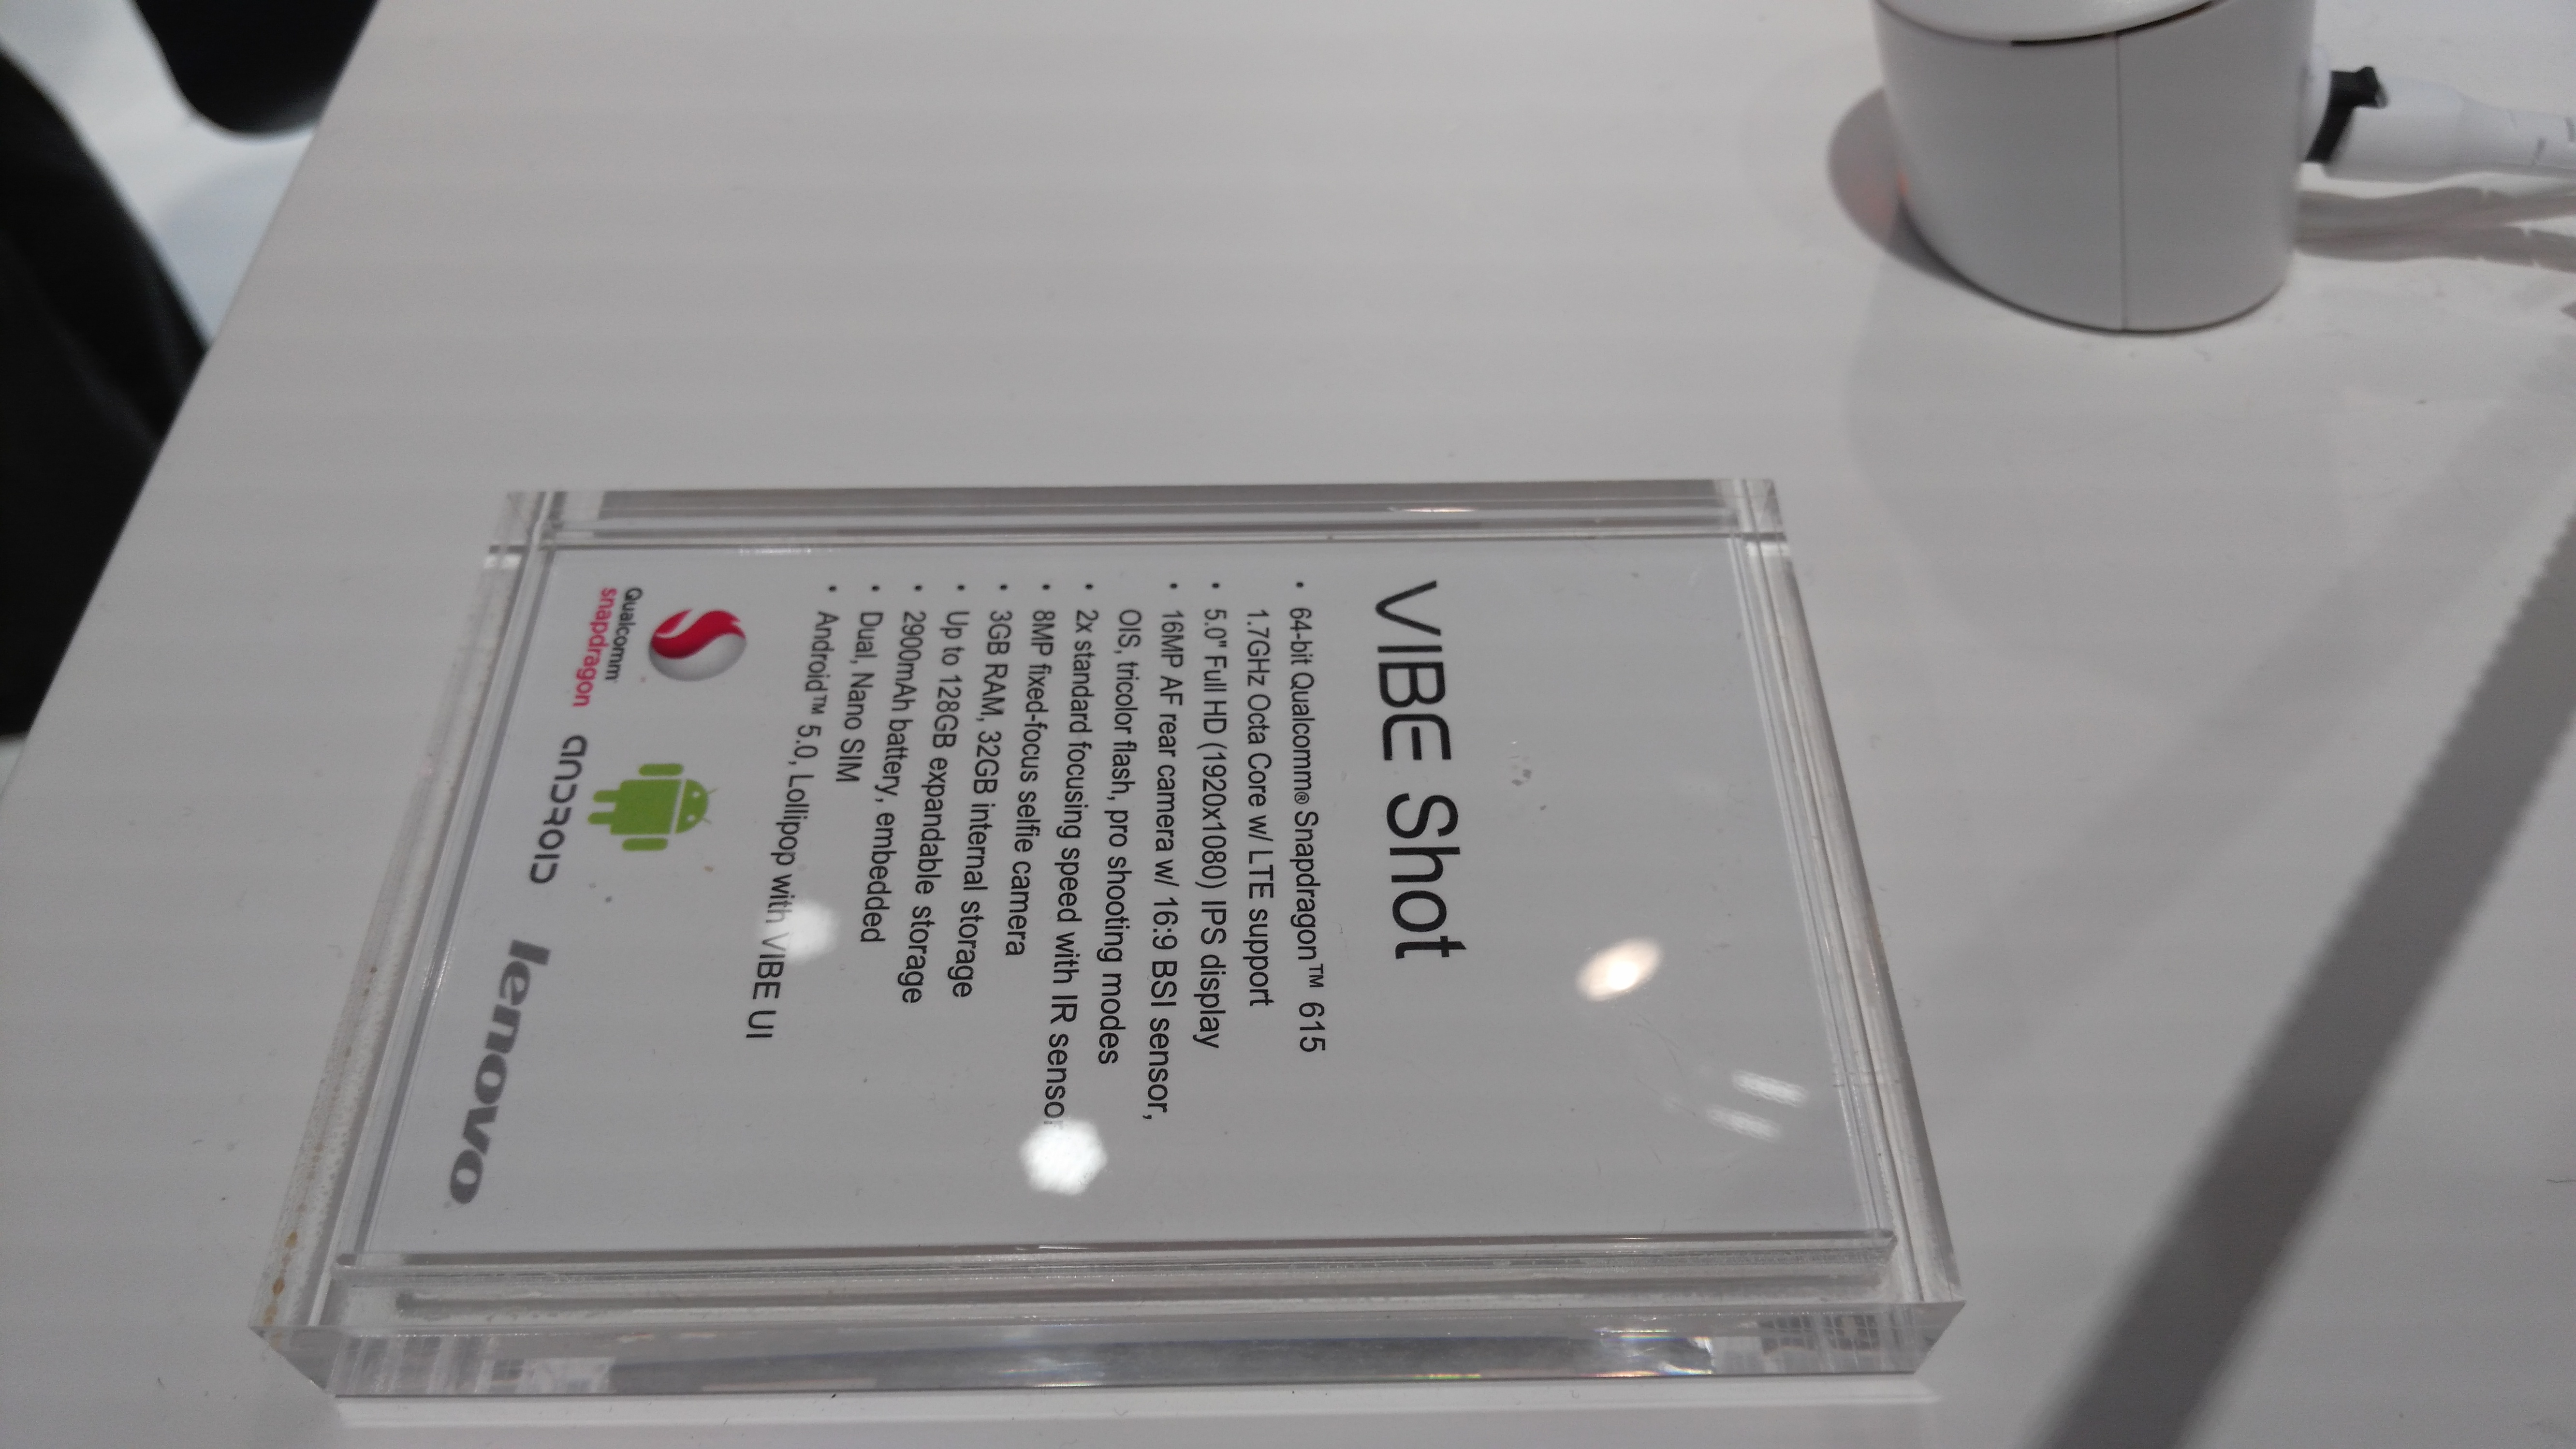 VIBE Shot
• 64-bit Qualcomm® Snapdragon™ 615
1.7GHz Octa Core w/ LTE support
• 5.0" Full HD (1920x1080) IPS display
• 16MP AF rear camera w/ 16:9 BSI sensor,
OIS, tricolor flash, pro shooting modes
• 2x standard focusing speed with IR sensor
• 8MP fixed-focus selfie camera
• 3GB RAM, 32GB internal storage
• Up to 128GB expandable storage
• 2900mAh battery, embedded
• Dual, Nano SIM
• Android™ 5.0, Lollipop with VIBE UI
Qualcomm
snapdragon
ANDROID
lenovo